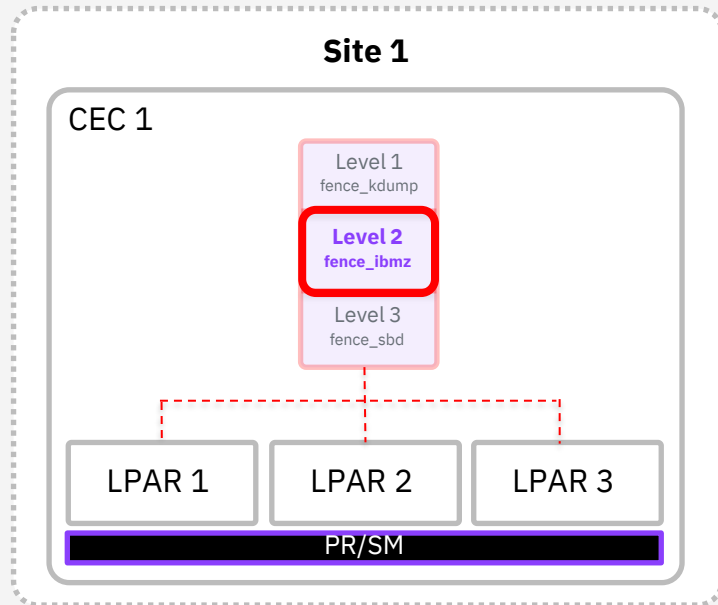 Site 1
CEC 1
Level 1
fence_kdump
Level 2
fence_ibmz
Level 3
fence_sbd
LPAR 1
LPAR 2
LPAR 3
PR/SM